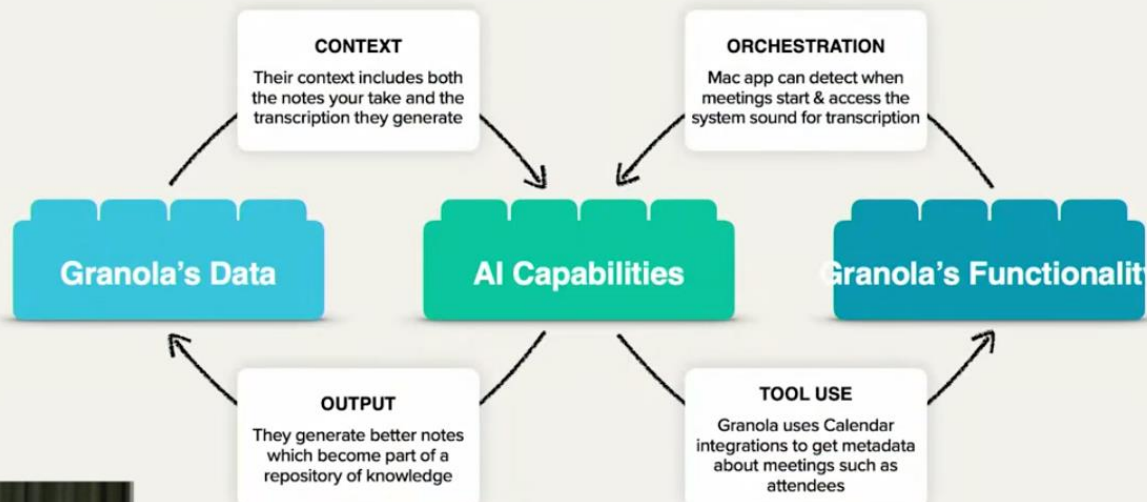 CONTEXT
Their context includes both
the notes your take and the
transcription they generate
ORCHESTRATION
Mac app can detect when
meetings start & access the
system sound for transcription
Granola's Data
AI Capabilities
Granola's Functionalit
OUTPUT
They generate better notes
which become part of a
repository of knowledge
TOOL USE
Granola uses Calendar
integrations to get metadata
about meetings such as
attendees